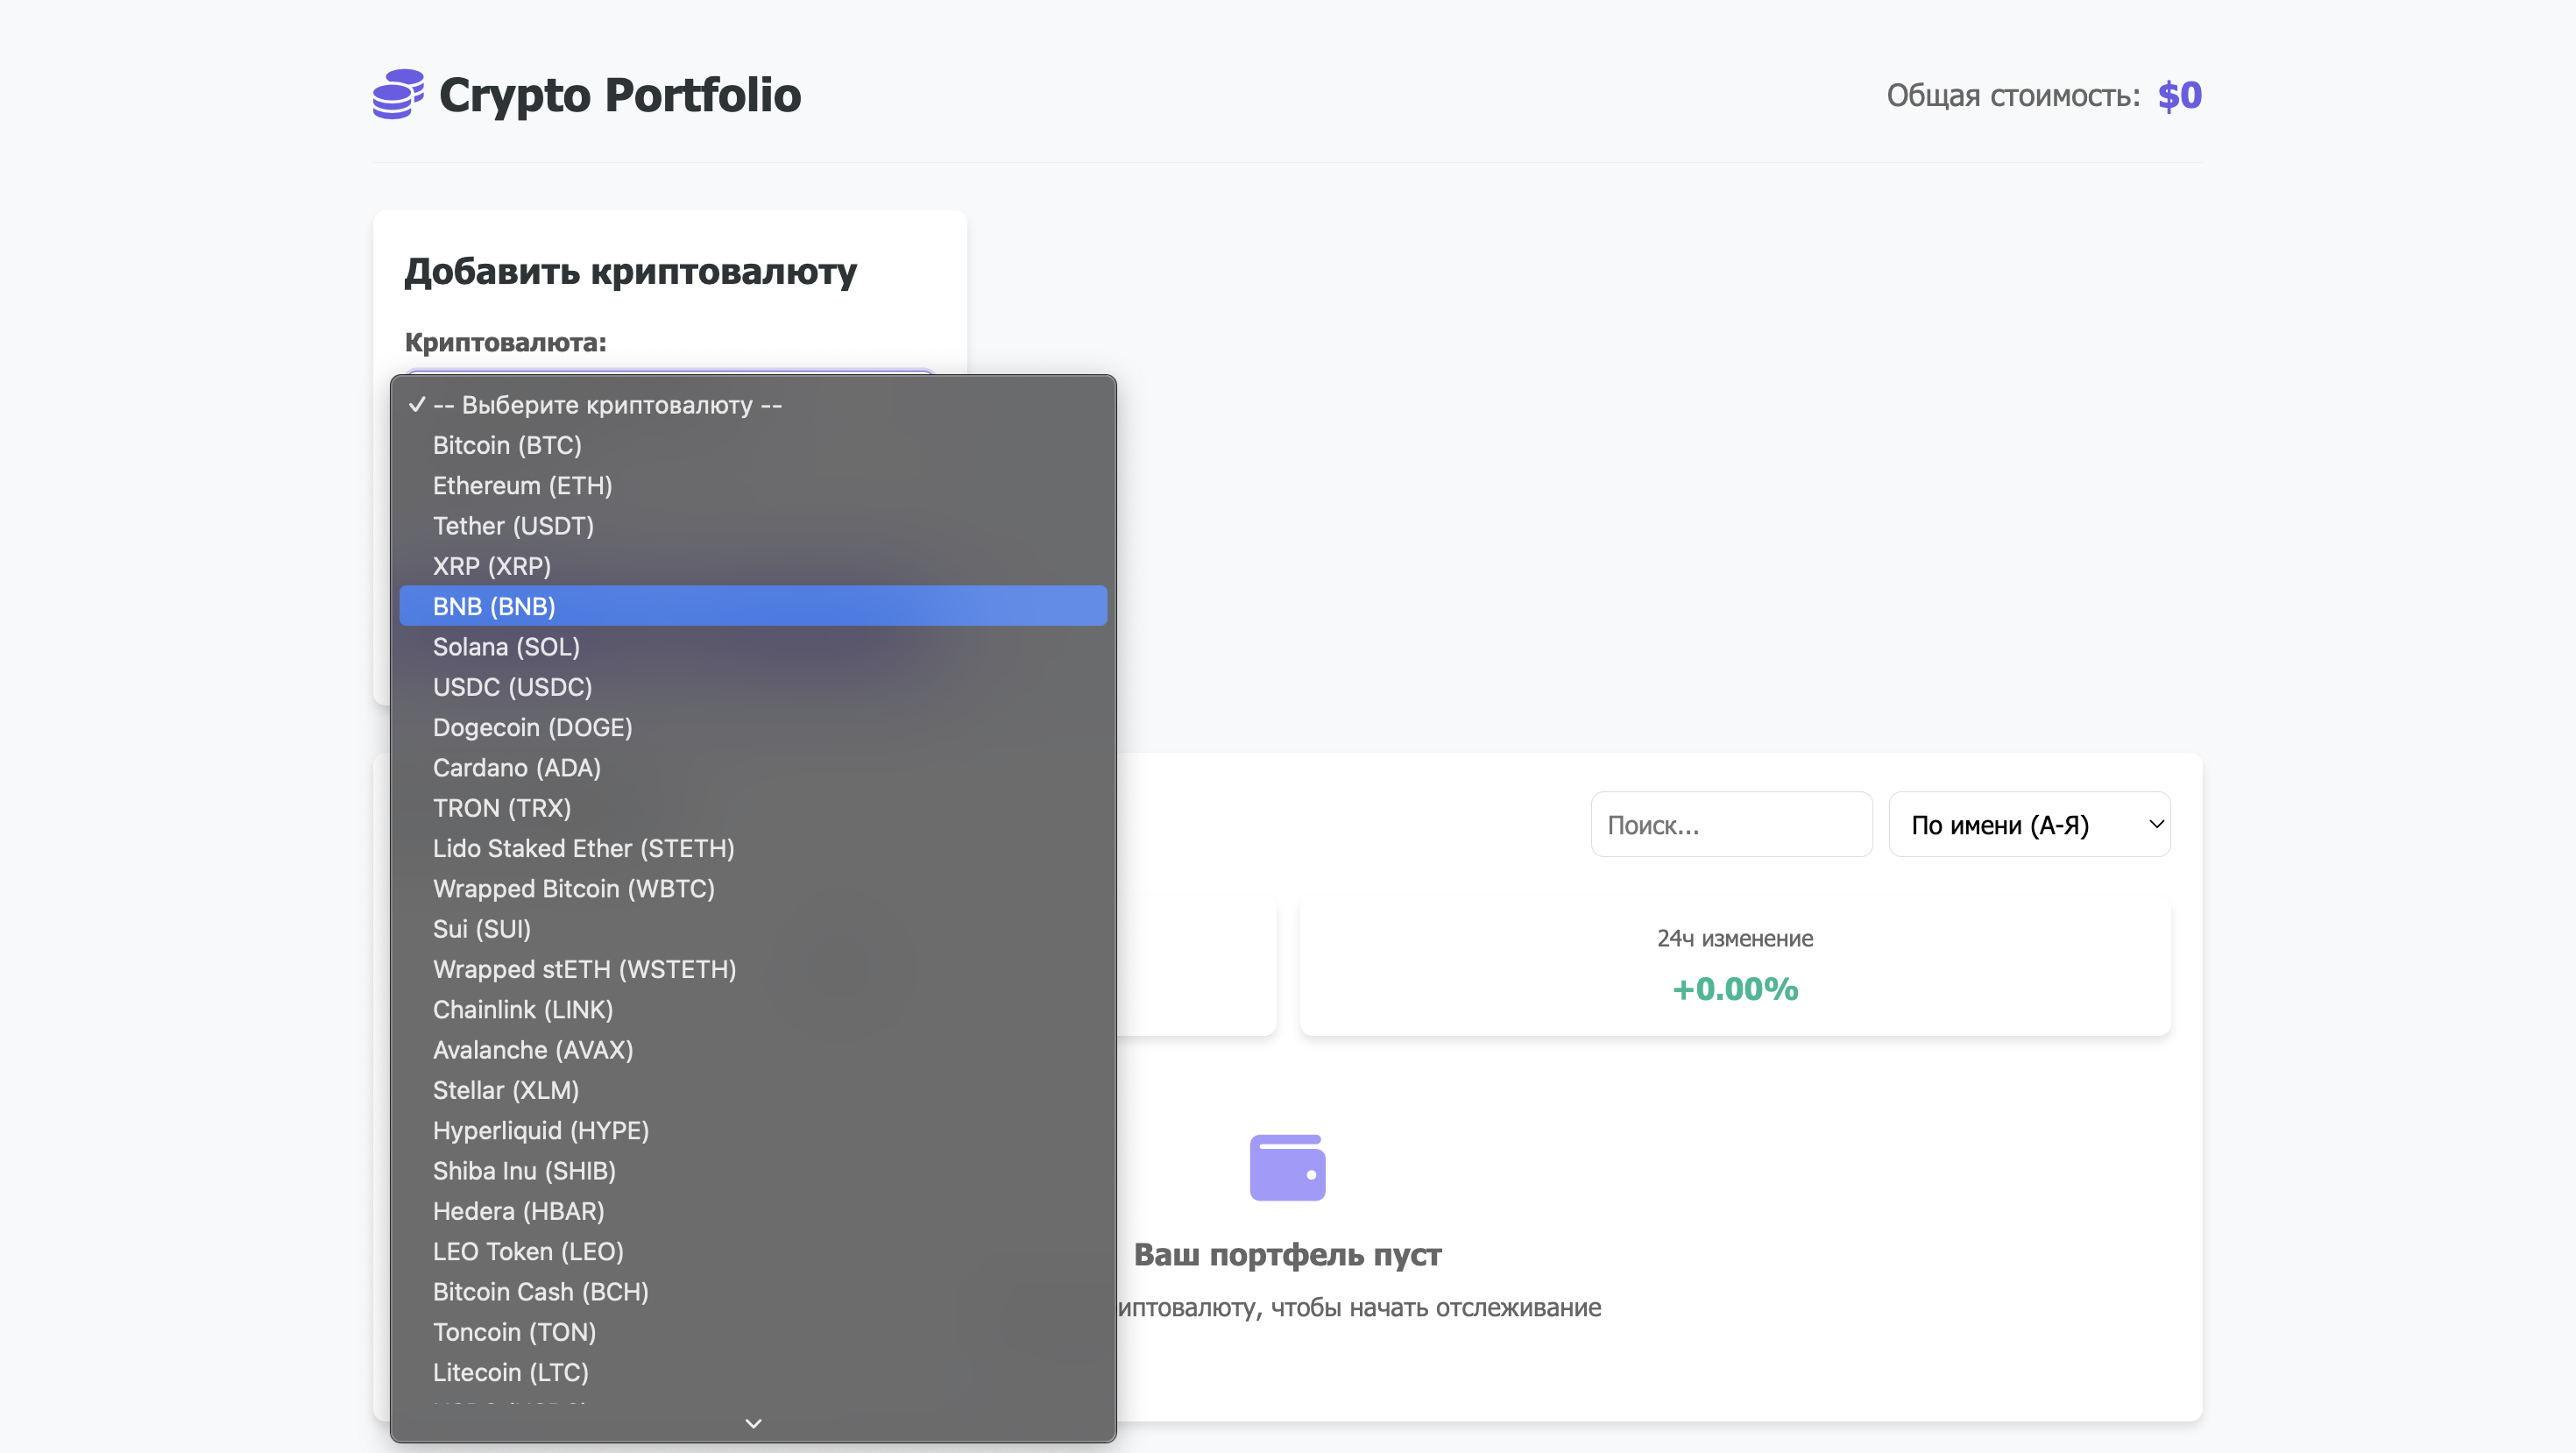 Crypto Portfolio
Общая стоимость: $0
Добавить криптовалюту
Криптовалюта:
-- Выберите криптовалюту --
Bitcoin (BTC)
Ethereum (ETH)
Tether (USDT)
XRP (XRP)
BNB (BNB)
Solana (SOL)
USDC (USDC)
Dogecoin (DOGE)
Cardano (ADA)
TRON (TRX)
Lido Staked Ether (STETH)
Wrapped Bitcoin (WBTC)
Sui (SUI)
Wrapped stETH (WSTETH)
Chainlink (LINK)
Avalanche (AVAX)
Stellar (XLM)
Hyperliquid (HYPE)
Shiba Inu (SHIB)
Hedera (HBAR)
LEO Token (LEO)
Bitcoin Cash (BCH)
Toncoin (TON)
Litecoin (LTC)
Поиск...
По имени (А-Я)
24ч изменение
+0.00%
Ваш портфель пуст
иптовалюту, чтобы начать отслеживание